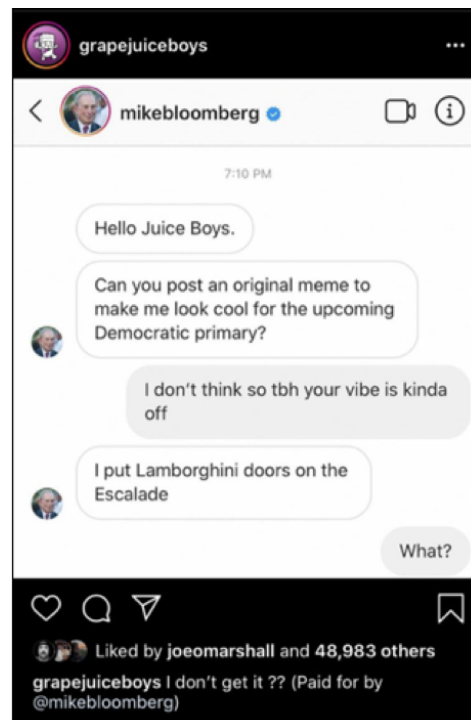 grapejuiceboys
mikebloomberg
7:10 PM
Hello Juice Boys.
Can you post an original meme to
make me look cool for the upcoming
Democratic primary?
I don't think so tbh your vibe is kinda
off
I put Lamborghini doors on the
Escalade
What?
Liked by joeomarshall and 48,983 others
grapejuiceboys I don't get it ?? (Paid for by
@mikebloomberg)